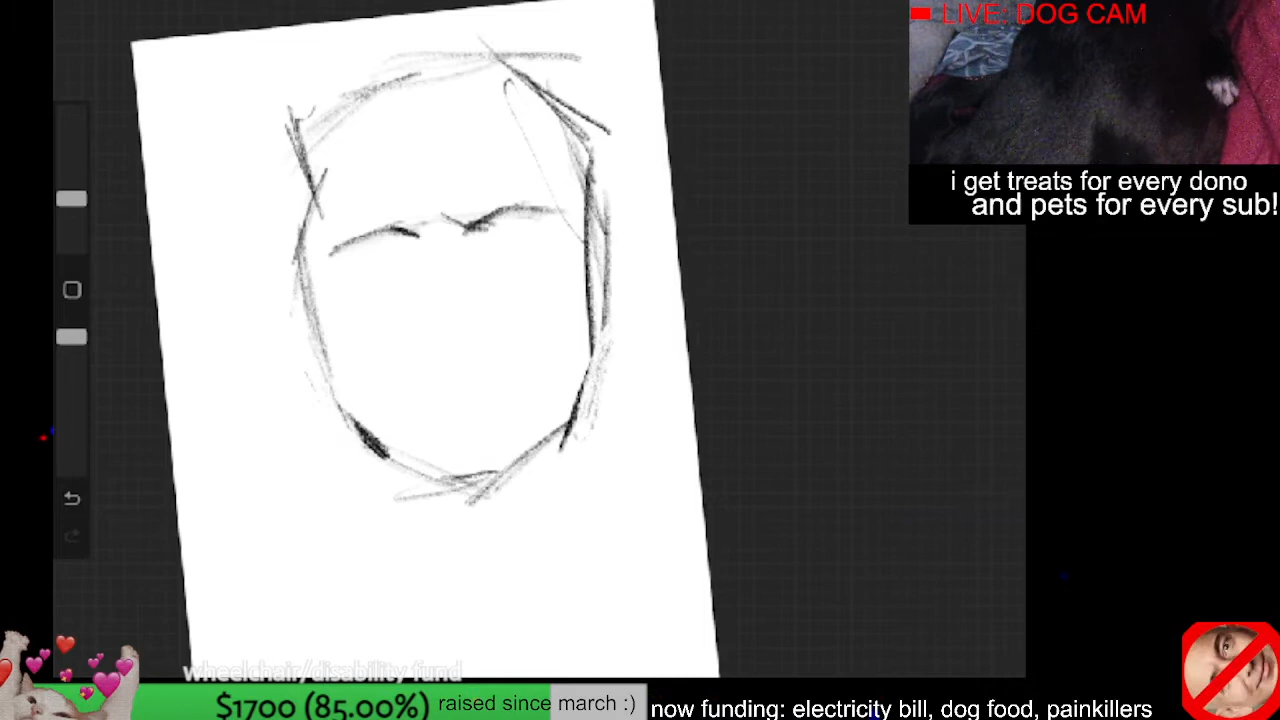 LIVE: DOG CAM
i get treats for every dono
and pets for every sub!
wheelchair/disability fund
$1700 (85.00%)
raised since march :)
now funding: electricity bill, dog food, painkillers